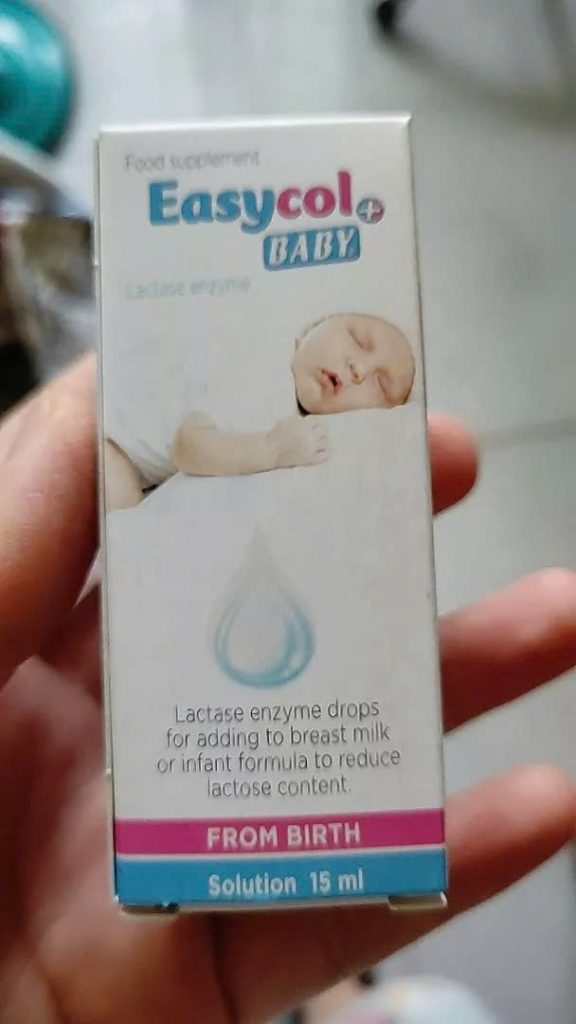 Food supplement
Easycol+
BABY
Lactase enzyme
Lactase enzyme drops
for adding to breast milk
or infant formula to reduce
lactose content.
FROM BIRTH
Solution 15 ml